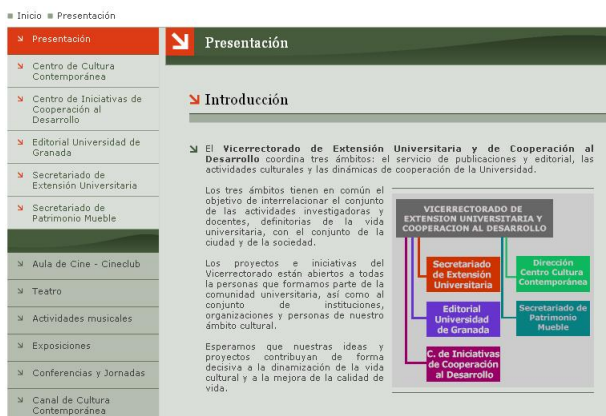 Inicio Presentación
Presentación
Centro de Cultura
Contemporánea
Centro de Iniciativas de
Cooperación al
Desarrollo
Editorial Universidad de
Granada
Secretariado de
Extensión Universitaria
Secretariado de
Patrimonio Mueble
Aula de Cine - Cineclub
Teatro
Actividades musicales
Exposiciones
Conferencias y Jornadas
Canal de Cultura
Contemporánea
Presentación
Introducción
El Vicerrectorado de Extensión Universitaria y de Cooperación al
Desarrollo coordina tres ámbitos: el servicio de publicaciones y editorial, las
actividades culturales y las dinámicas de cooperación de la Universidad.
Los tres ámbitos tienen en común el
objetivo de interrelacionar el conjunto
de las actividades investigadoras y
docentes, definitorias de la vida
universitaria, con el conjunto de la
ciudad y de la sociedad.
Los proyectos e iniciativas del
Vicerrectorado están abiertos a todas
la personas que formamos parte de la
comunidad universitaria, así como al
conjunto de instituciones,
organizaciones y personas de nuestro
ámbito cultural.
Esperamos que nuestras ideas y
proyectos contribuyan de forma
decisiva a la dinamización de la vida
cultural y a la mejora de la calidad de
vida.
VICERRECTORADO DE
EXTENSION UNIVERSITARIA Y
COOPERACION AL DESARROLLO
Secretariado
de Extensión
Universitaria
Dirección
Centro Cultura
Contemporánea
Editorial
Universidad
de Granada
Secretariado de
Patrimonio
Mueble
C. de Iniciativas
de Cooperación
al Desarrollo